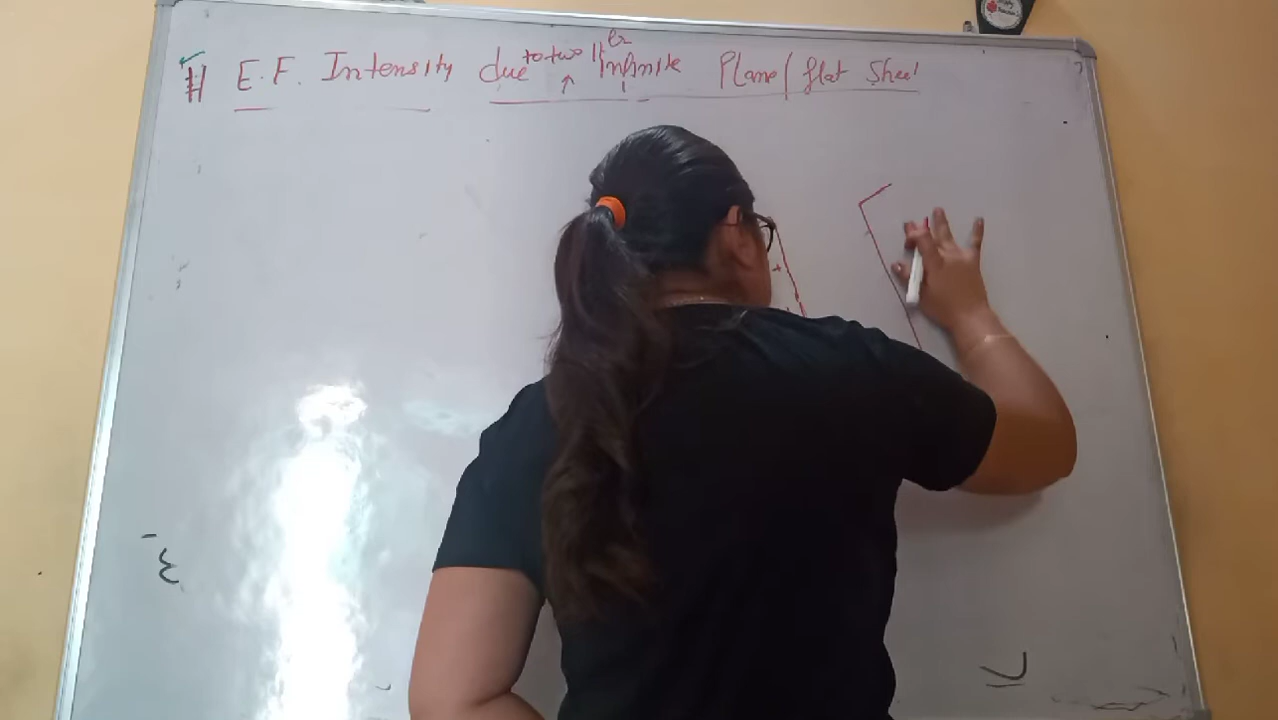 # E.F. Intensity due to two || Infinite Plane/flat sheet
+